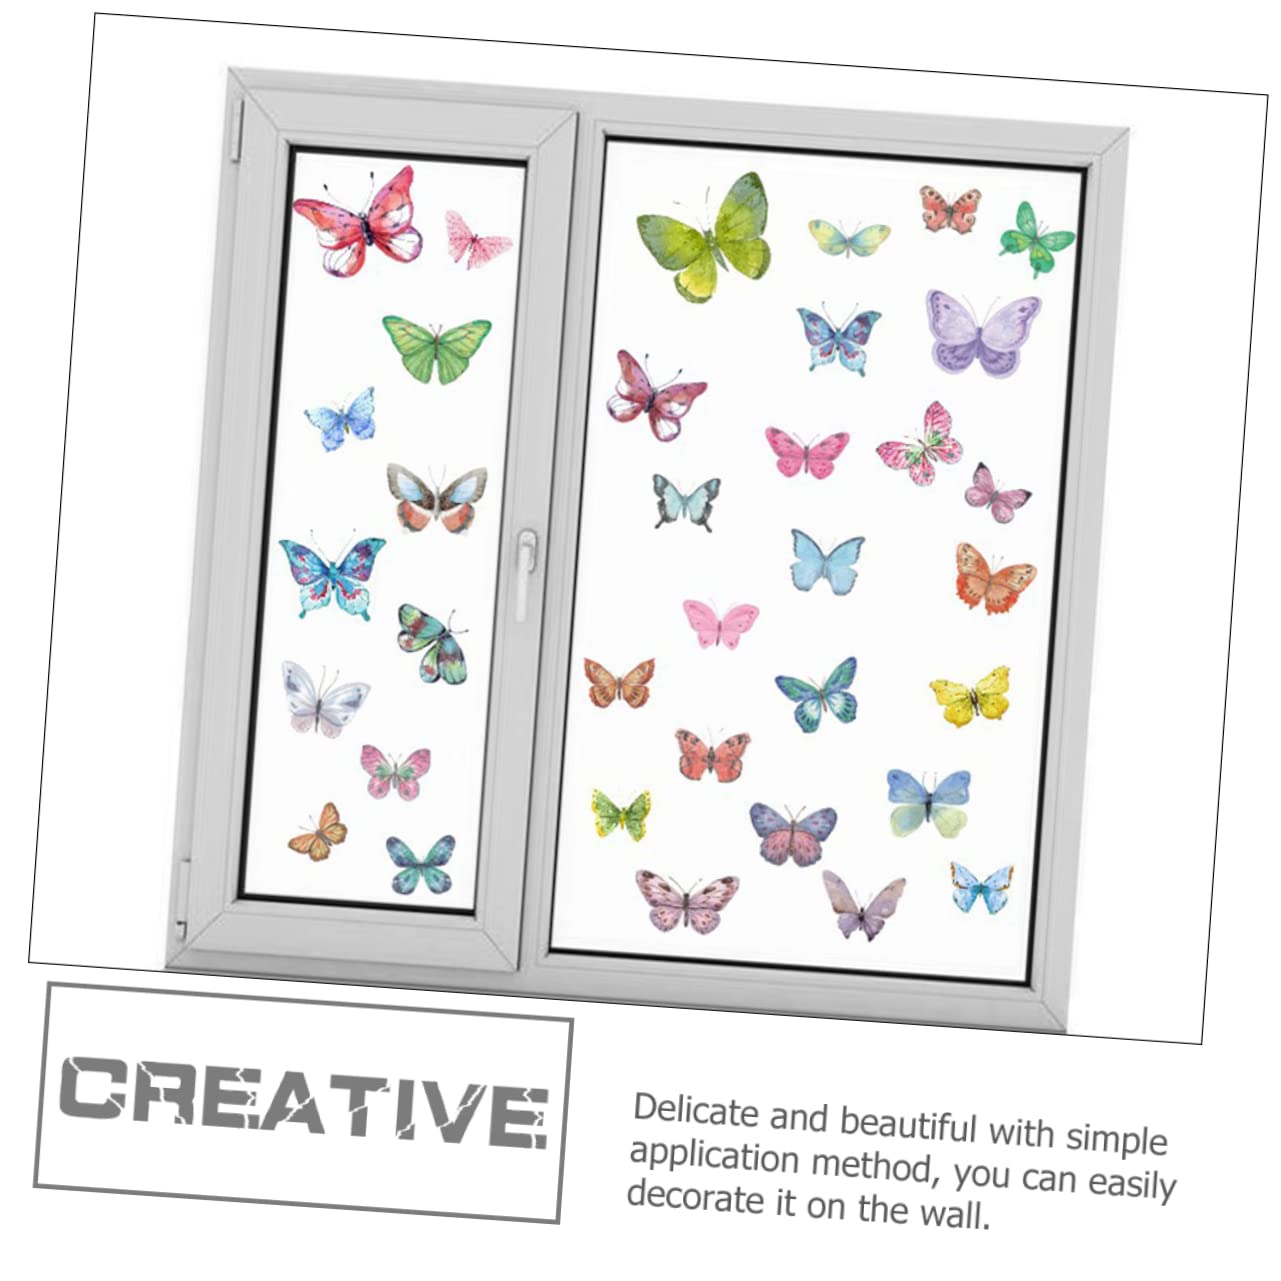 CREATIVE
Delicate and beautiful with simple
application method, you can easily
decorate it on the wall.